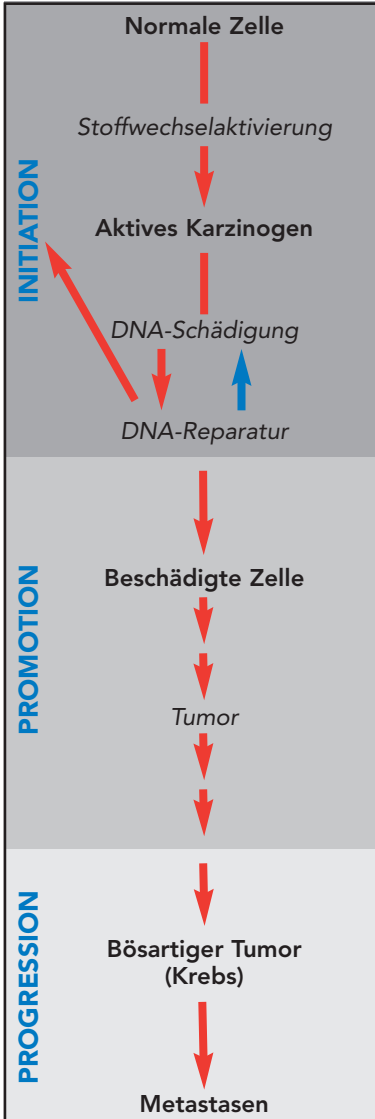 Normale Zelle
Stoffwechselaktivierung
Aktives Karzinogen
INITIATION
DNA-Schädigung
DNA-Reparatur
Beschädigte Zelle
PROMOTION
Tumor
PROGRESSION
Bösartiger Tumor
(Krebs)
Metastasen